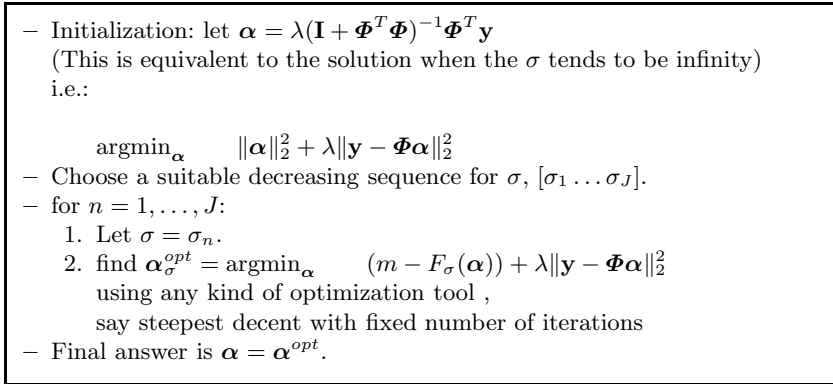 – Initialization: let α = λ(I + Φ^T Φ)^{-1} Φ^T y
(This is equivalent to the solution when the σ tends to be infinity)
i.e.:
argmin_α ‖α‖_2^2 + λ‖y − Φα‖_2^2
– Choose a suitable decreasing sequence for σ, [σ_1 . . . σ_J].
– for n = 1, . . . , J:
1. Let σ = σ_n.
2. find α_σ^{opt} = argmin_α (m − F_σ(α)) + λ‖y − Φα‖_2^2
using any kind of optimization tool ,
say steepest decent with fixed number of iterations
– Final answer is α = α^{opt}.